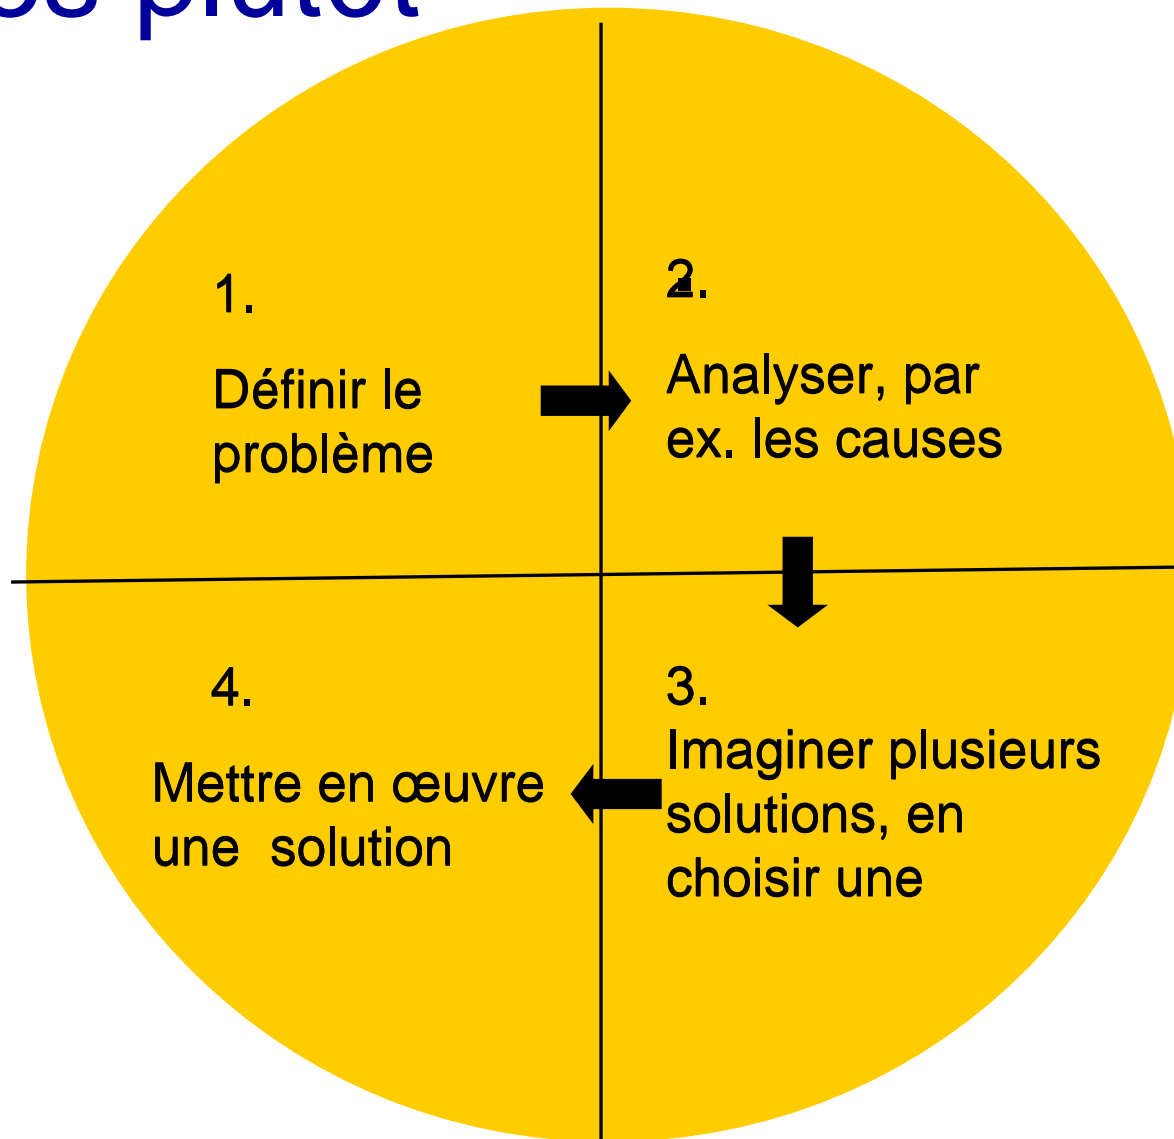 plutôt
1.
Définir le
problème
2.
Analyser, par
ex. les causes
3.
Imaginer plusieurs
solutions, en
choisir une
4.
Mettre en œuvre
une solution